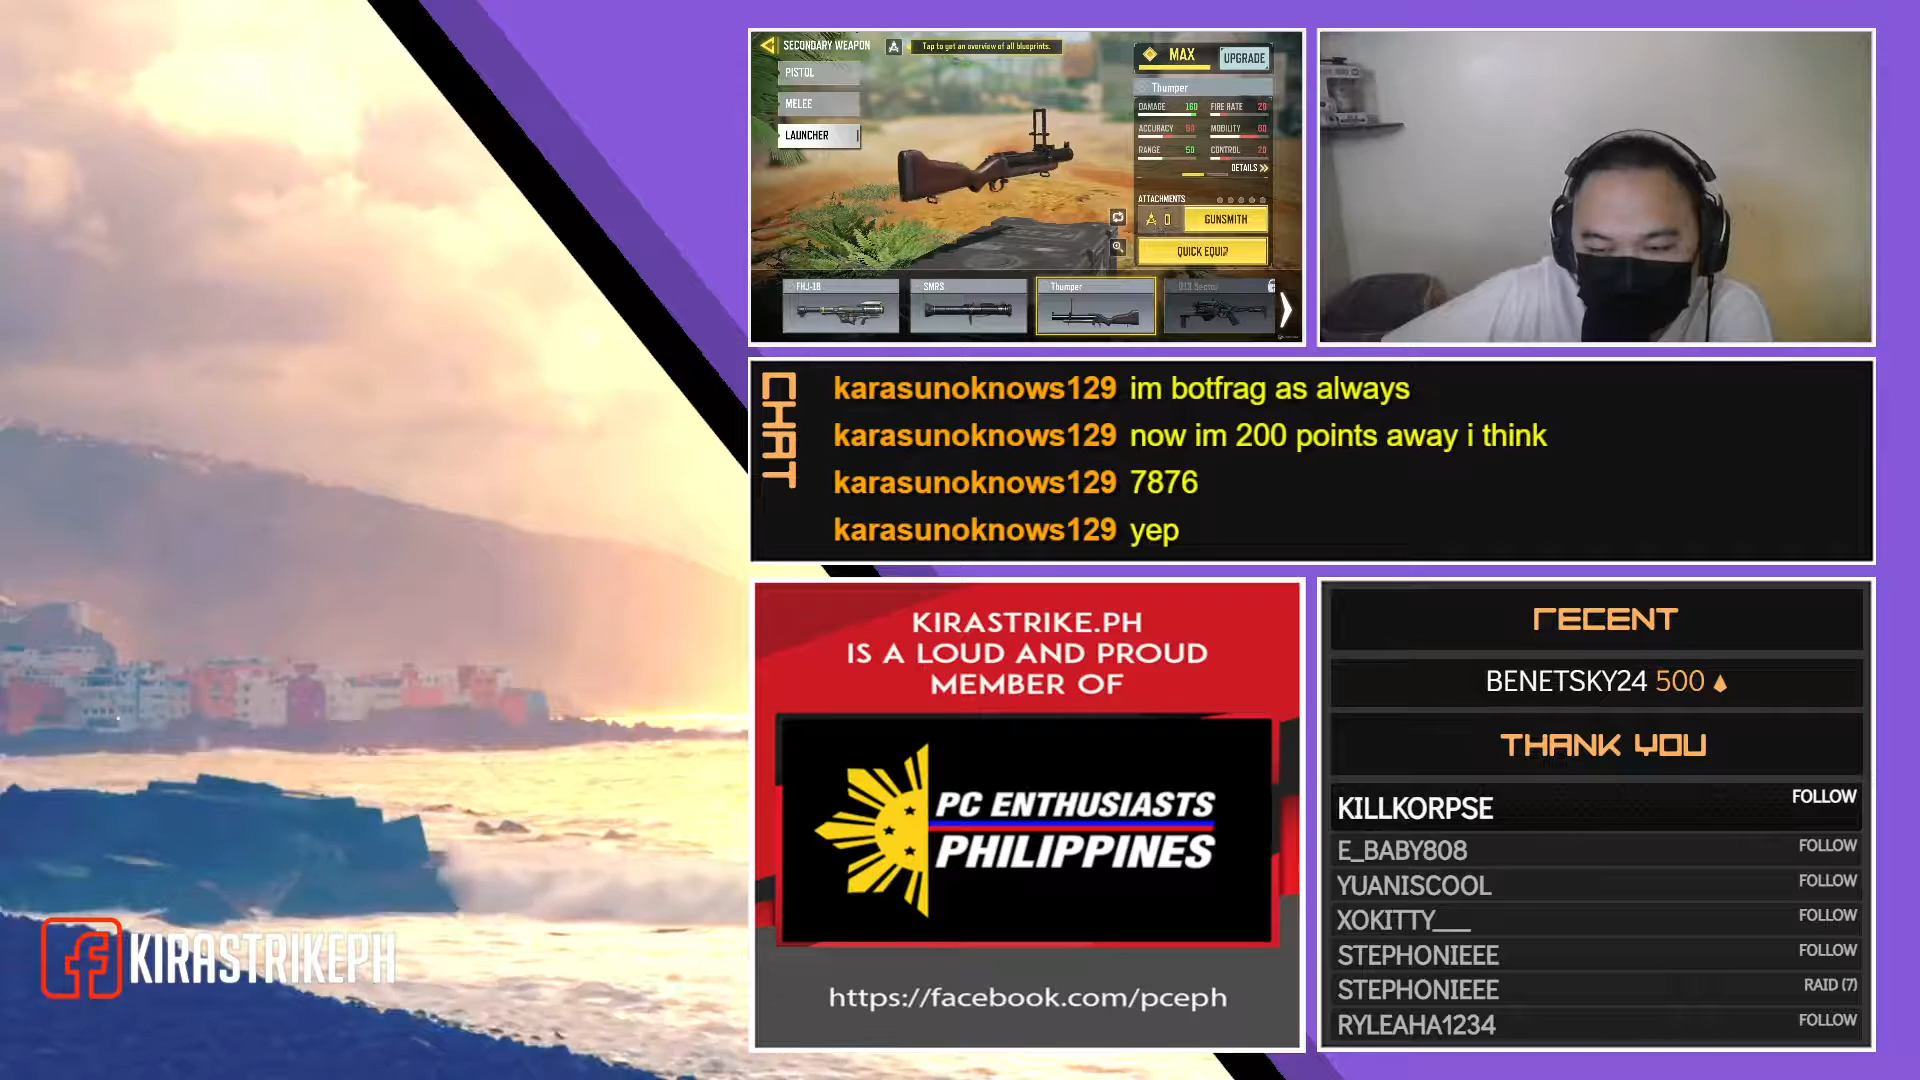 SECONDARY WEAPON
Tap to get an overview of all blueprints.
PISTOL
MELEE
LAUNCHER
MAX
UPGRADE
Thumper
DAMAGE 160 FIRE RATE 20
ACCURACY 50 MOBILITY 60
RANGE 50 CONTROL 20
DETAILS
ATTACHMENTS
0 GUNSMITH
QUICK EQUIP
FHJ-18
SMRS
Thumper
CHAT
karasunoknows129 im botfrag as always
karasunoknows129 now im 200 points away i think
karasunoknows129 7876
karasunoknows129 yep
KIRASTRIKE.PH
IS A LOUD AND PROUD
MEMBER OF
PC ENTHUSIASTS
PHILIPPINES
https://facebook.com/pceph
RECENT
BENETSKY24 500
THANK YOU
KILLKORPSE FOLLOW
E_BABY808 FOLLOW
YUANISCOOL FOLLOW
XOKITTY___ FOLLOW
STEPHONIEEE FOLLOW
STEPHONIEEE RAID (7)
RYLEAHA1234 FOLLOW
f KIRASTRIKEPH